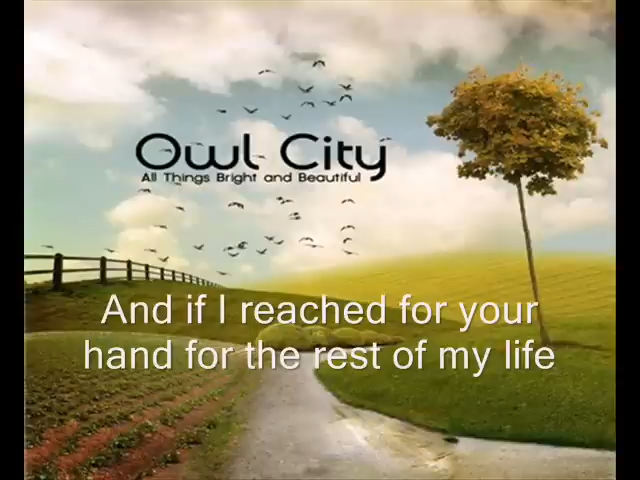 Owl City
All Things Bright and Beautiful
And if I reached for your
hand for the rest of my life